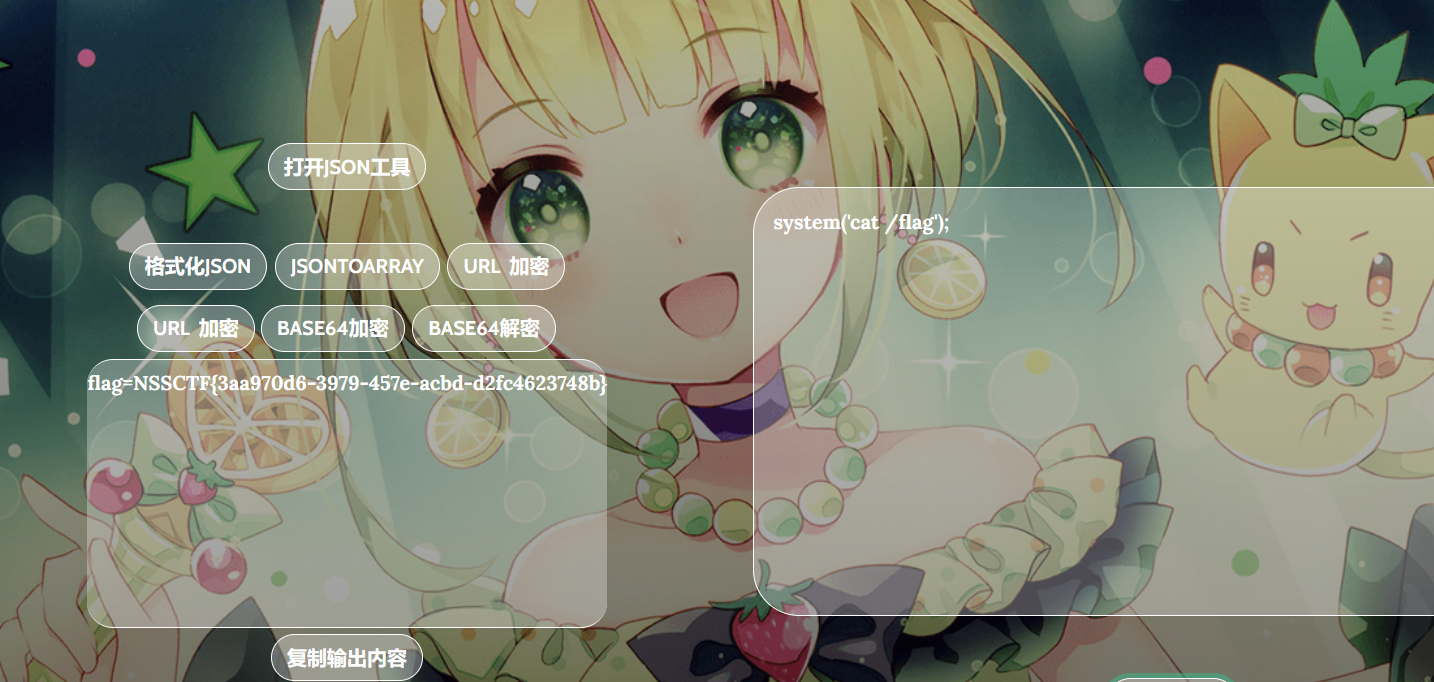 打开JSON工具
system('cat /flag');
格式化JSON JSONTOARRAY URL 加密
URL 加密 BASE64加密 BASE64解密
flag=NSSCTF{3aa970d6-3979-457e-acbd-d2fc4623748b}
复制输出内容